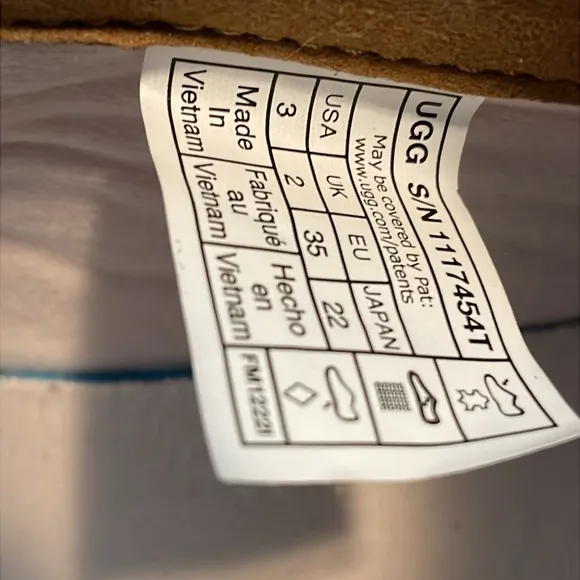 UGG S/N 1117454T
May be covered by Pat:
www.ugg.com/patents
USA UK EU JAPAN
3 2 35 22
Made In Vietnam
Fabriqué au Vietnam
Hecho en Vietnam
FM12221